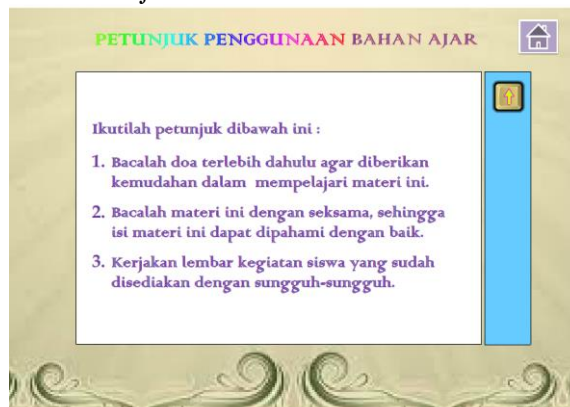 PETUNJUK PENGGUNAAN BAHAN AJAR
Ikutilah petunjuk dibawah ini :
1. Bacalah doa terlebih dahulu agar diberikan
kemudahan dalam mempelajari materi ini.
2. Bacalah materi ini dengan seksama, sehingga
isi materi ini dapat dipahami dengan baik.
3. Kerjakan lembar kegiatan siswa yang sudah
disediakan dengan sungguh-sungguh.